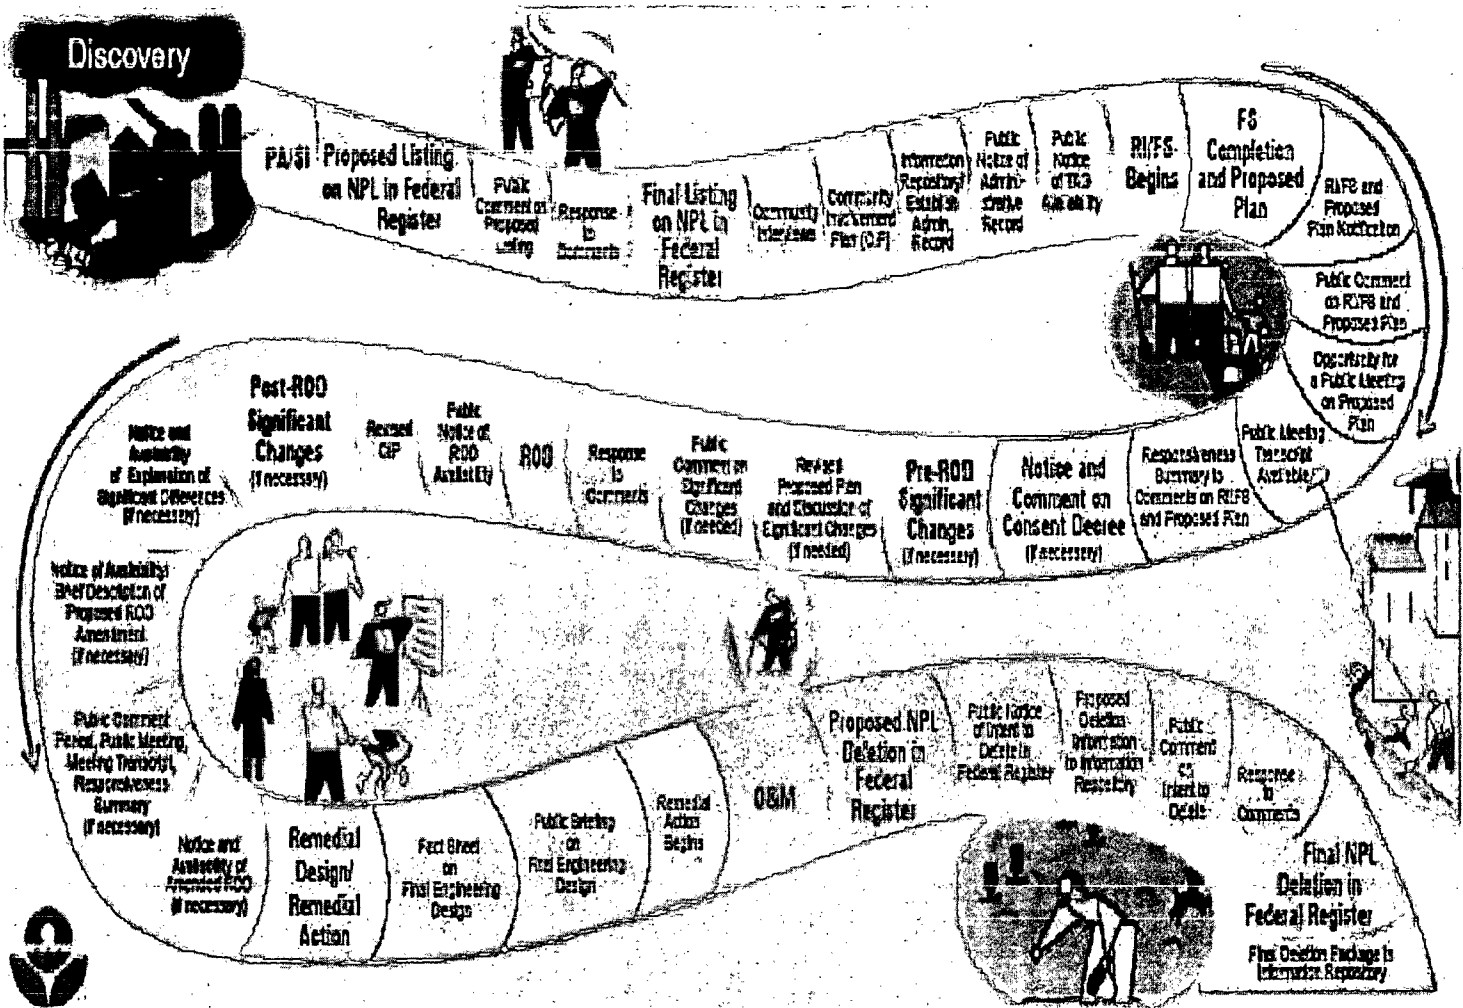 Discovery
PA/SI
Proposed Listing
on NPL in Federal
Register
Public
Comment on
Proposed
Listing
Response
to
Comments
Final Listing
on NPL in
Federal
Register
Community
Interviews
Community
Involvement
Plan (CIP)
Information
Repository/
Establish
Admin.
Record
Public
Notice of
Admini-
strative
Record
Public
Notice
of TAG
Availability
RI/FS
Begins
FS
Completion
and Proposed
Plan
RI/FS and
Proposed
Plan Notification
Public Comment
on RI/FS and
Proposed Plan
Opportunity for
a Public Meeting
on Proposed
Plan
Public Meeting
Transcript
Available
Responsiveness
Summary to
Comments on RI/FS
and Proposed Plan
Notice and
Comment on
Consent Decree
(if necessary)
Pre-ROD
Significant
Changes
(if necessary)
Revised
Proposed Plan
and Discussion of
Significant Changes
(if needed)
Public
Comment on
Significant
Changes
(if needed)
Response
to
Comments
ROD
Public
Notice of
ROD
Availability
Revised
CIP
Post-ROD
Significant
Changes
(if necessary)
Notice and
Availability
of Explanation of
Significant Differences
(if necessary)
Notice of Availability/
Brief Description of
Proposed ROD
Amendment
(if necessary)
Public Comment
Period, Public Meeting,
Meeting Transcript,
Responsiveness
Summary
(if necessary)
Notice and
Availability of
Amended ROD
(if necessary)
Remedial
Design/
Remedial
Action
Fact Sheet
on
Final Engineering
Design
Public Briefing
on
Final Engineering
Design
Remedial
Action
Begins
O&M
Proposed NPL
Deletion in
Federal
Register
Public Notice
of Intent to
Delete in
Federal Register
Proposed
Deletion
Information
to Information
Repository
Public
Comment
on
Intent to
Delete
Response
to
Comments
Final NPL
Deletion in
Federal Register
Final Deletion Package in
Information Repository